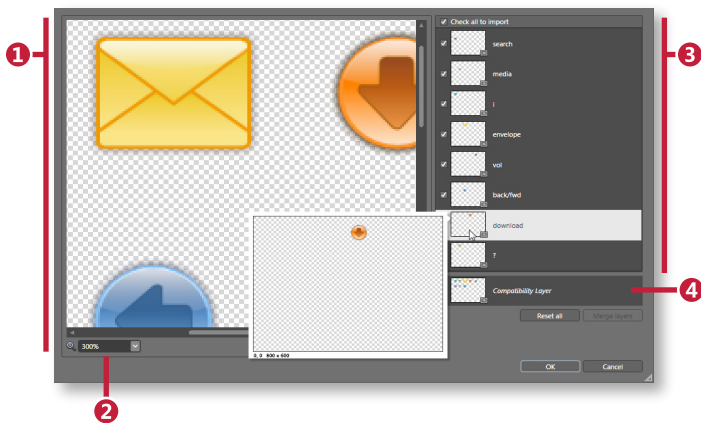 Check all to import
1
3
search
media
i
envelope
vol
back/fwd
download
?
4
Compatibility Layer
Reset all
Merge layers
300%
0, 0 800 x 600
OK
Cancel
2